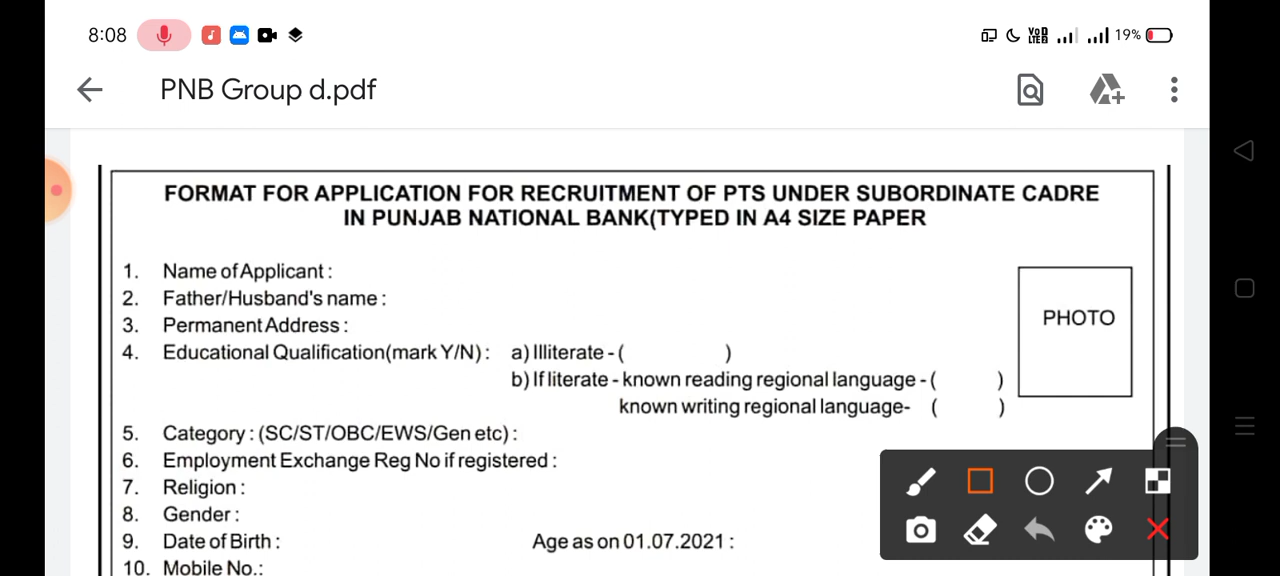 8:08
VoD LTED 19%
PNB Group d.pdf
FORMAT FOR APPLICATION FOR RECRUITMENT OF PTS UNDER SUBORDINATE CADRE
IN PUNJAB NATIONAL BANK(TYPED IN A4 SIZE PAPER
1. Name of Applicant :
2. Father/Husband's name :
3. Permanent Address :
PHOTO
4. Educational Qualification(mark Y/N) : a) Illiterate - ( )
b) If literate - known reading regional language - ( )
known writing regional language- ( )
5. Category : (SC/ST/OBC/EWS/Gen etc) :
6. Employment Exchange Reg No if registered :
7. Religion :
8. Gender :
9. Date of Birth : Age as on 01.07.2021 :
10. Mobile No.: